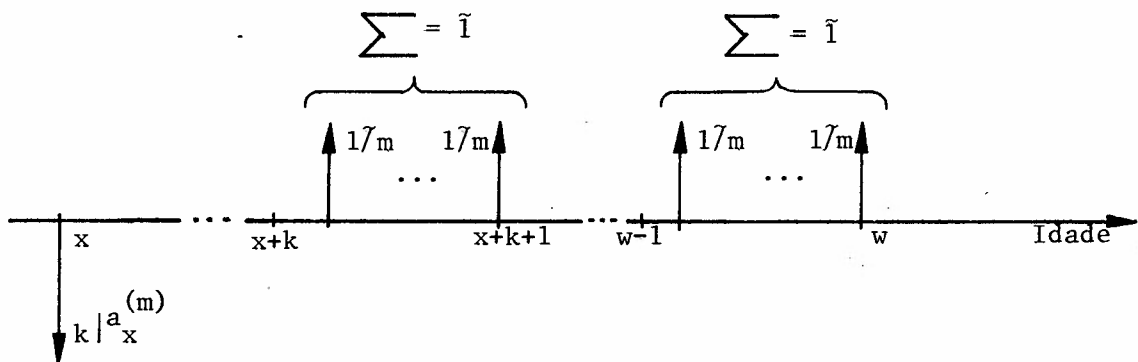 ∑ = 1̃ ∑ = 1̃
1/̃m 1/̃m 1/̃m 1/̃m
... ... 
x ... x+k x+k+1 ... w-1 w Idade
k|a_x^(m)